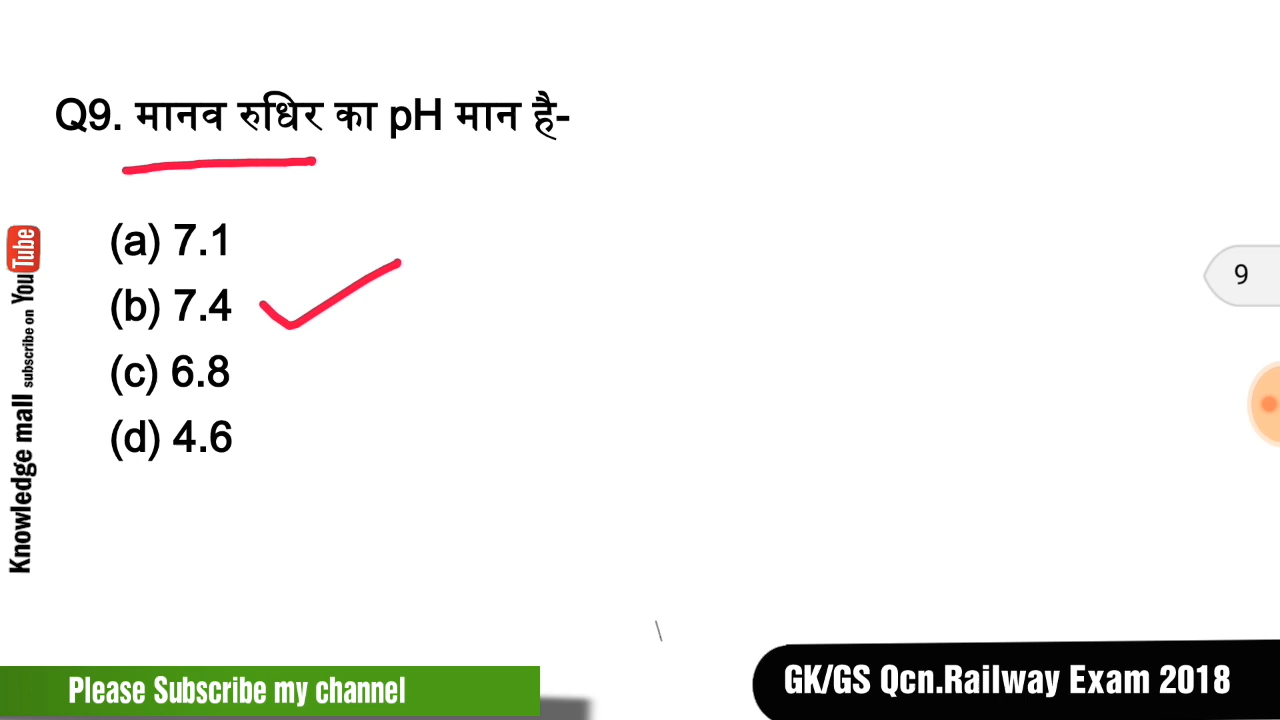 Q9. मानव रुधिर का pH मान है-
(a) 7.1
(b) 7.4
(c) 6.8
(d) 4.6
9
Knowledge mall subscribe on YouTube
Please Subscribe my channel
GK/GS Qcn.Railway Exam 2018